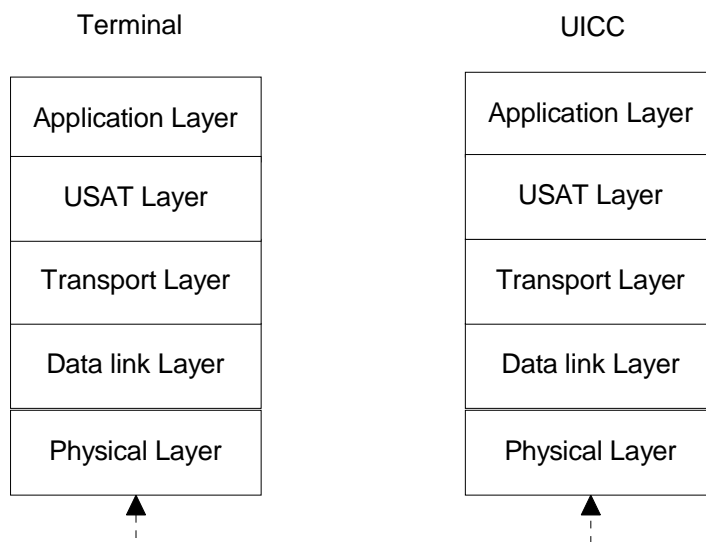 Terminal
UICC
Application Layer
USAT Layer
Transport Layer
Data link Layer
Physical Layer
Application Layer
USAT Layer
Transport Layer
Data link Layer
Physical Layer